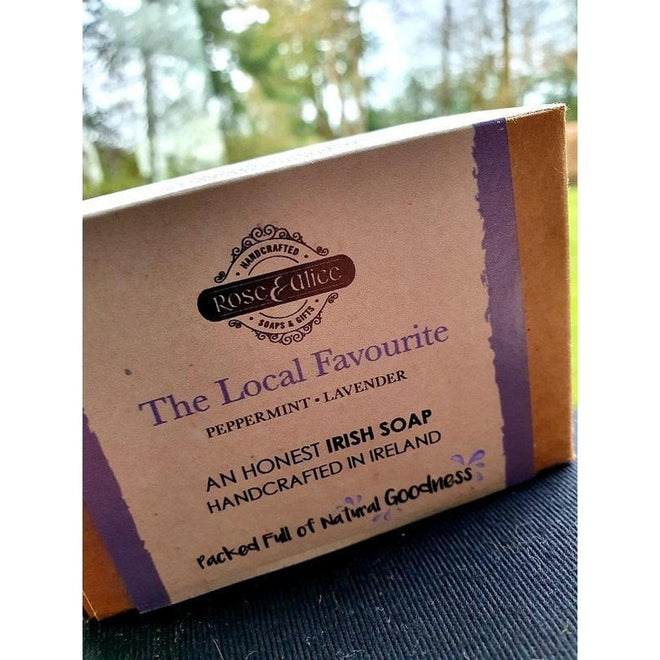 HANDCRAFTED
Rose & Alice
SOAPS & GIFTS
The Local Favourite
PEPPERMINT • LAVENDER
AN HONEST IRISH SOAP
HANDCRAFTED IN IRELAND
Packed Full of Natural Goodness